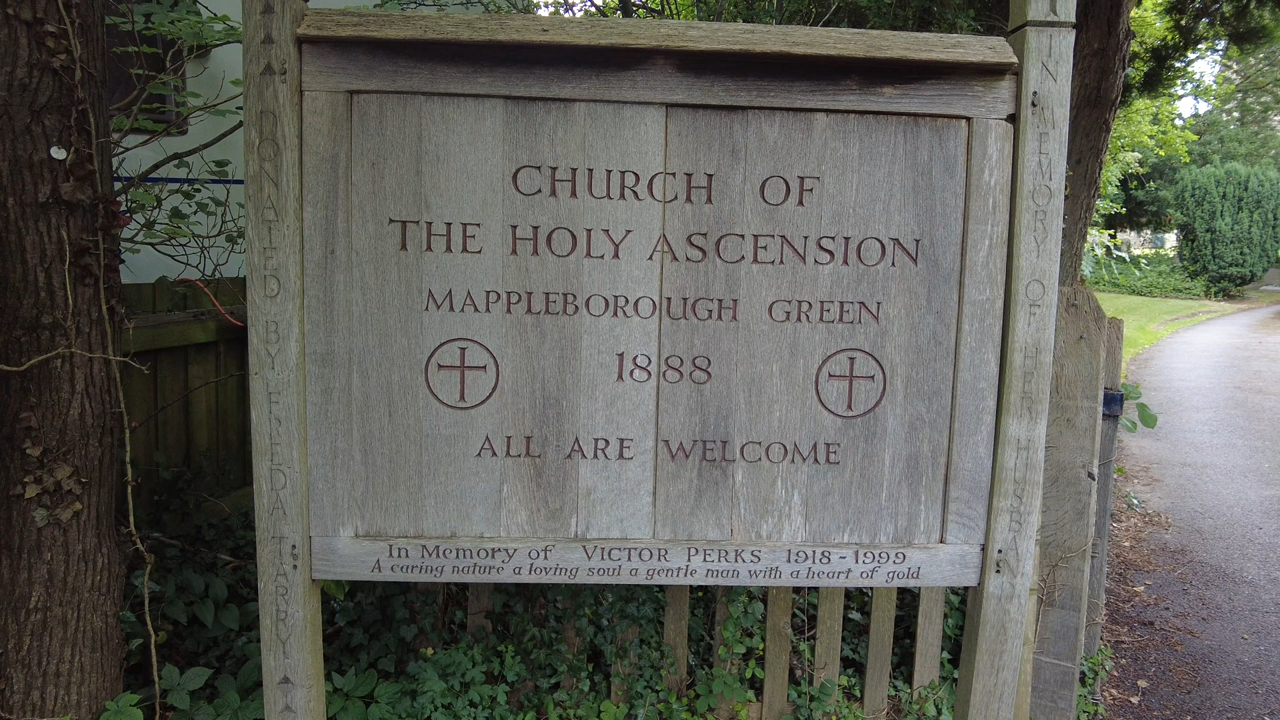 CHURCH OF
THE HOLY ASCENSION
MAPPLEBOROUGH GREEN
1888
ALL ARE WELCOME
In Memory of VICTOR PERKS 1918-1999
A caring nature a loving soul a gentle man with a heart of gold
DONATED BY FREDA TARRY
IN MEMORY OF HER HUSBAN